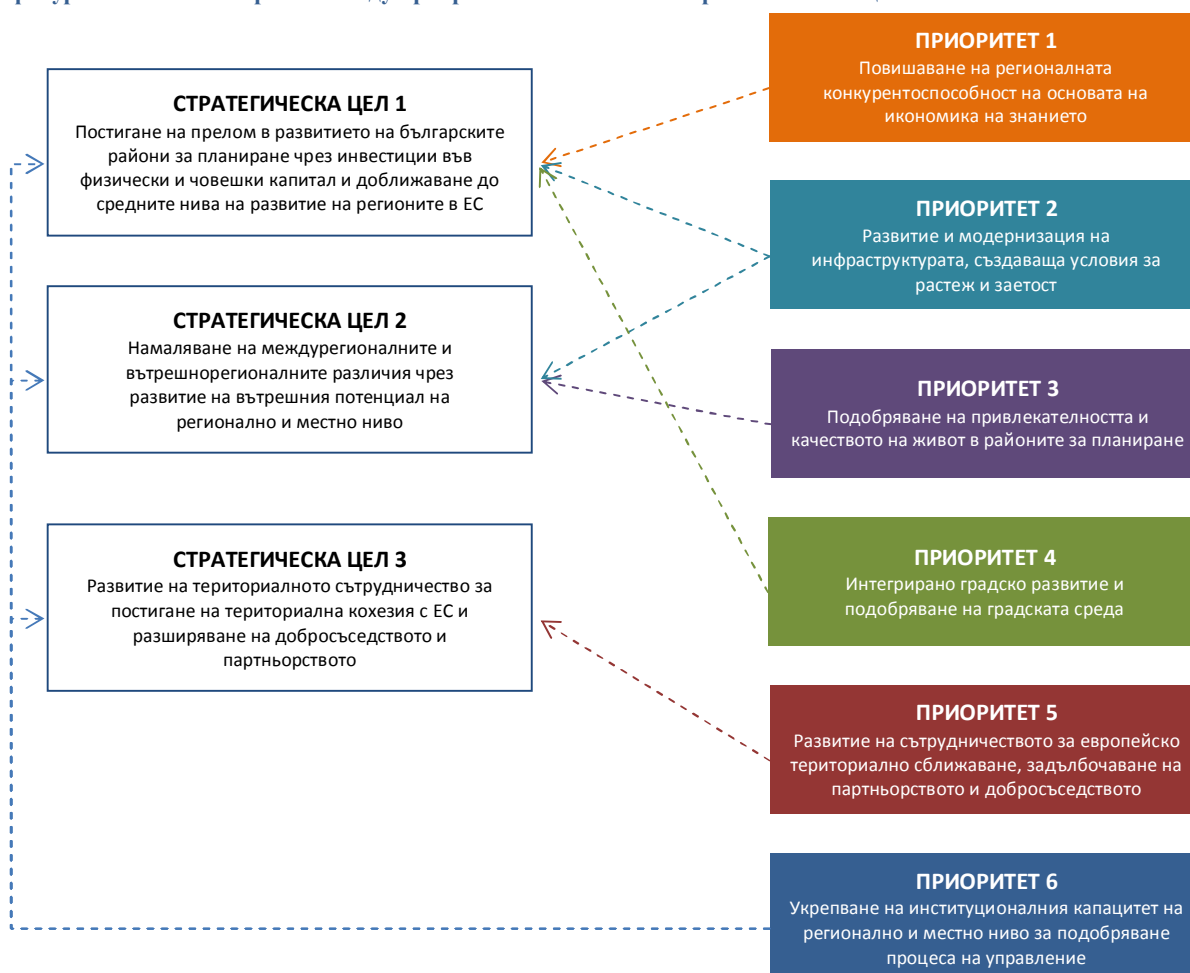 СТРАТЕГИЧЕСКА ЦЕЛ 1
Постигане на прелом в развитието на българските
райони за планиране чрез инвестиции във
физически и човешки капитал и доближаване до
средните нива на развитие на регионите в ЕС
СТРАТЕГИЧЕСКА ЦЕЛ 2
Намаляване на междурегионалните и
вътрешнорегионалните различия чрез
развитие на вътрешния потенциал на
регионално и местно ниво
СТРАТЕГИЧЕСКА ЦЕЛ 3
Развитие на териториалното сътрудничество за
постигане на териториална кохезия с ЕС и
разширяване на добросъседството и
партньорството
ПРИОРИТЕТ 1
Повишаване на регионалната
конкурентоспособност на основата на
икономика на знанието
ПРИОРИТЕТ 2
Развитие и модернизация на
инфраструктурата, създаваща условия за
растеж и заетост
ПРИОРИТЕТ 3
Подобряване на привлекателността и
качеството на живот в районите за планиране
ПРИОРИТЕТ 4
Интегрирано градско развитие и
подобряване на градската среда
ПРИОРИТЕТ 5
Развитие на сътрудничеството за европейско
териториално сближаване, задълбочаване на
партньорството и добросъседството
ПРИОРИТЕТ 6
Укрепване на институционалния капацитет на
регионално и местно ниво за подобряване
процеса на управление